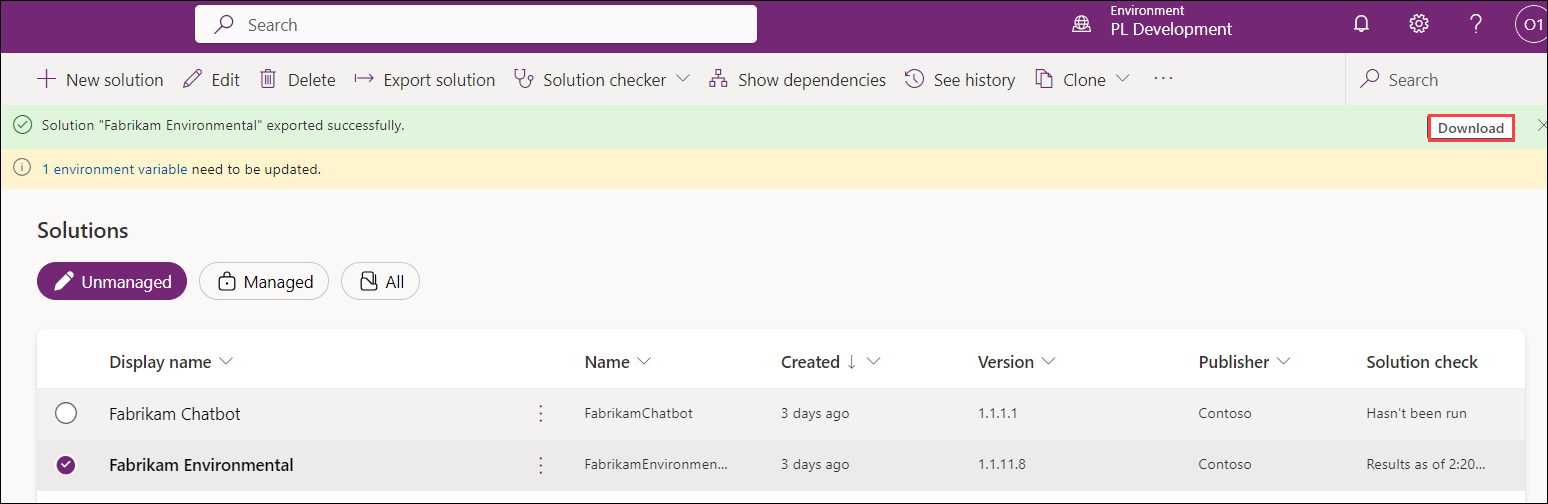 Search
Environment
PL Development
O1
New solution Edit Delete Export solution Solution checker Show dependencies See history Clone ··· Search
Solution "Fabrikam Environmental" exported successfully. Download
1 environment variable need to be updated.
Solutions
Unmanaged Managed All
Display name Name Created Version Publisher Solution check
Fabrikam Chatbot FabrikamChatbot 3 days ago 1.1.1.1 Contoso Hasn't been run
Fabrikam Environmental FabrikamEnvironmen... 3 days ago 1.1.11.8 Contoso Results as of 2:20...